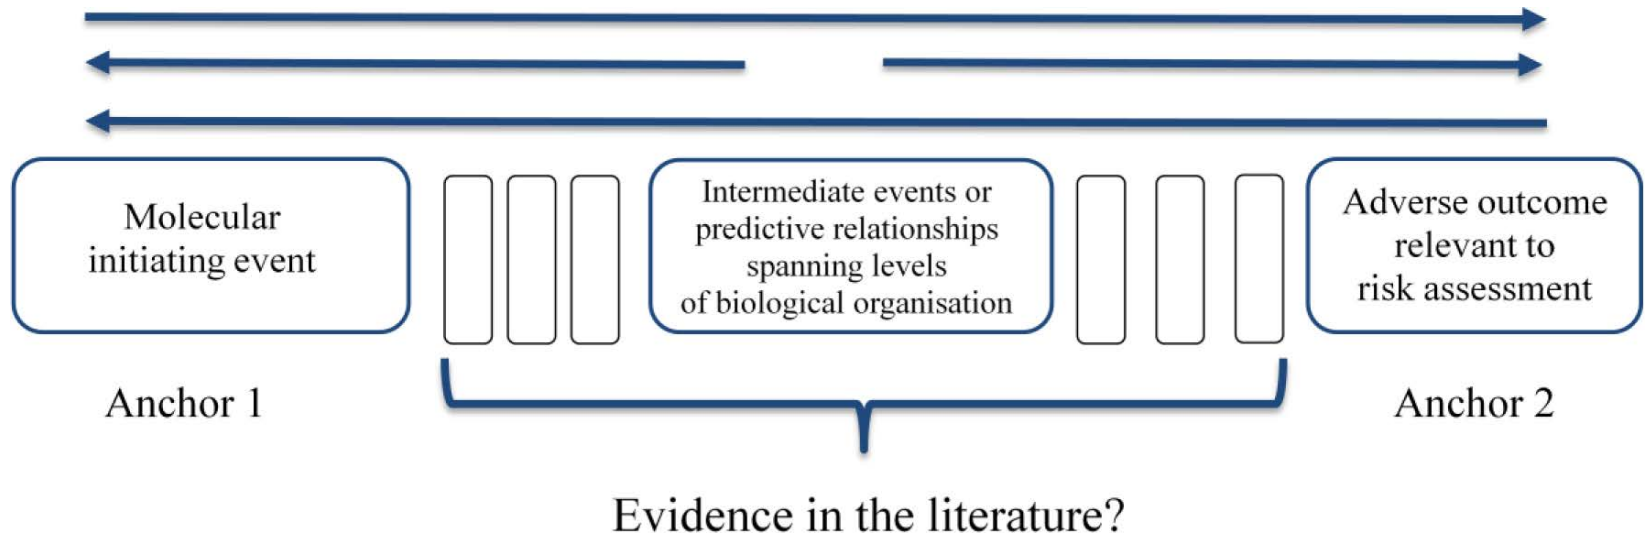 Molecular
initiating event
Intermediate events or
predictive relationships
spanning levels
of biological organisation
Adverse outcome
relevant to
risk assessment
Anchor 1
Anchor 2
Evidence in the literature?